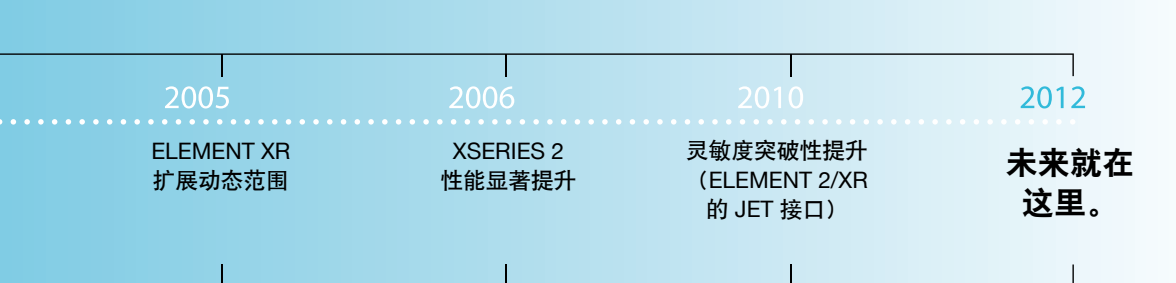 2005
ELEMENT XR
扩展动态范围
2006
XSERIES 2
性能显著提升
2010
灵敏度突破性提升
（ELEMENT 2/XR
的 JET 接口）
2012
未来就在
这里。